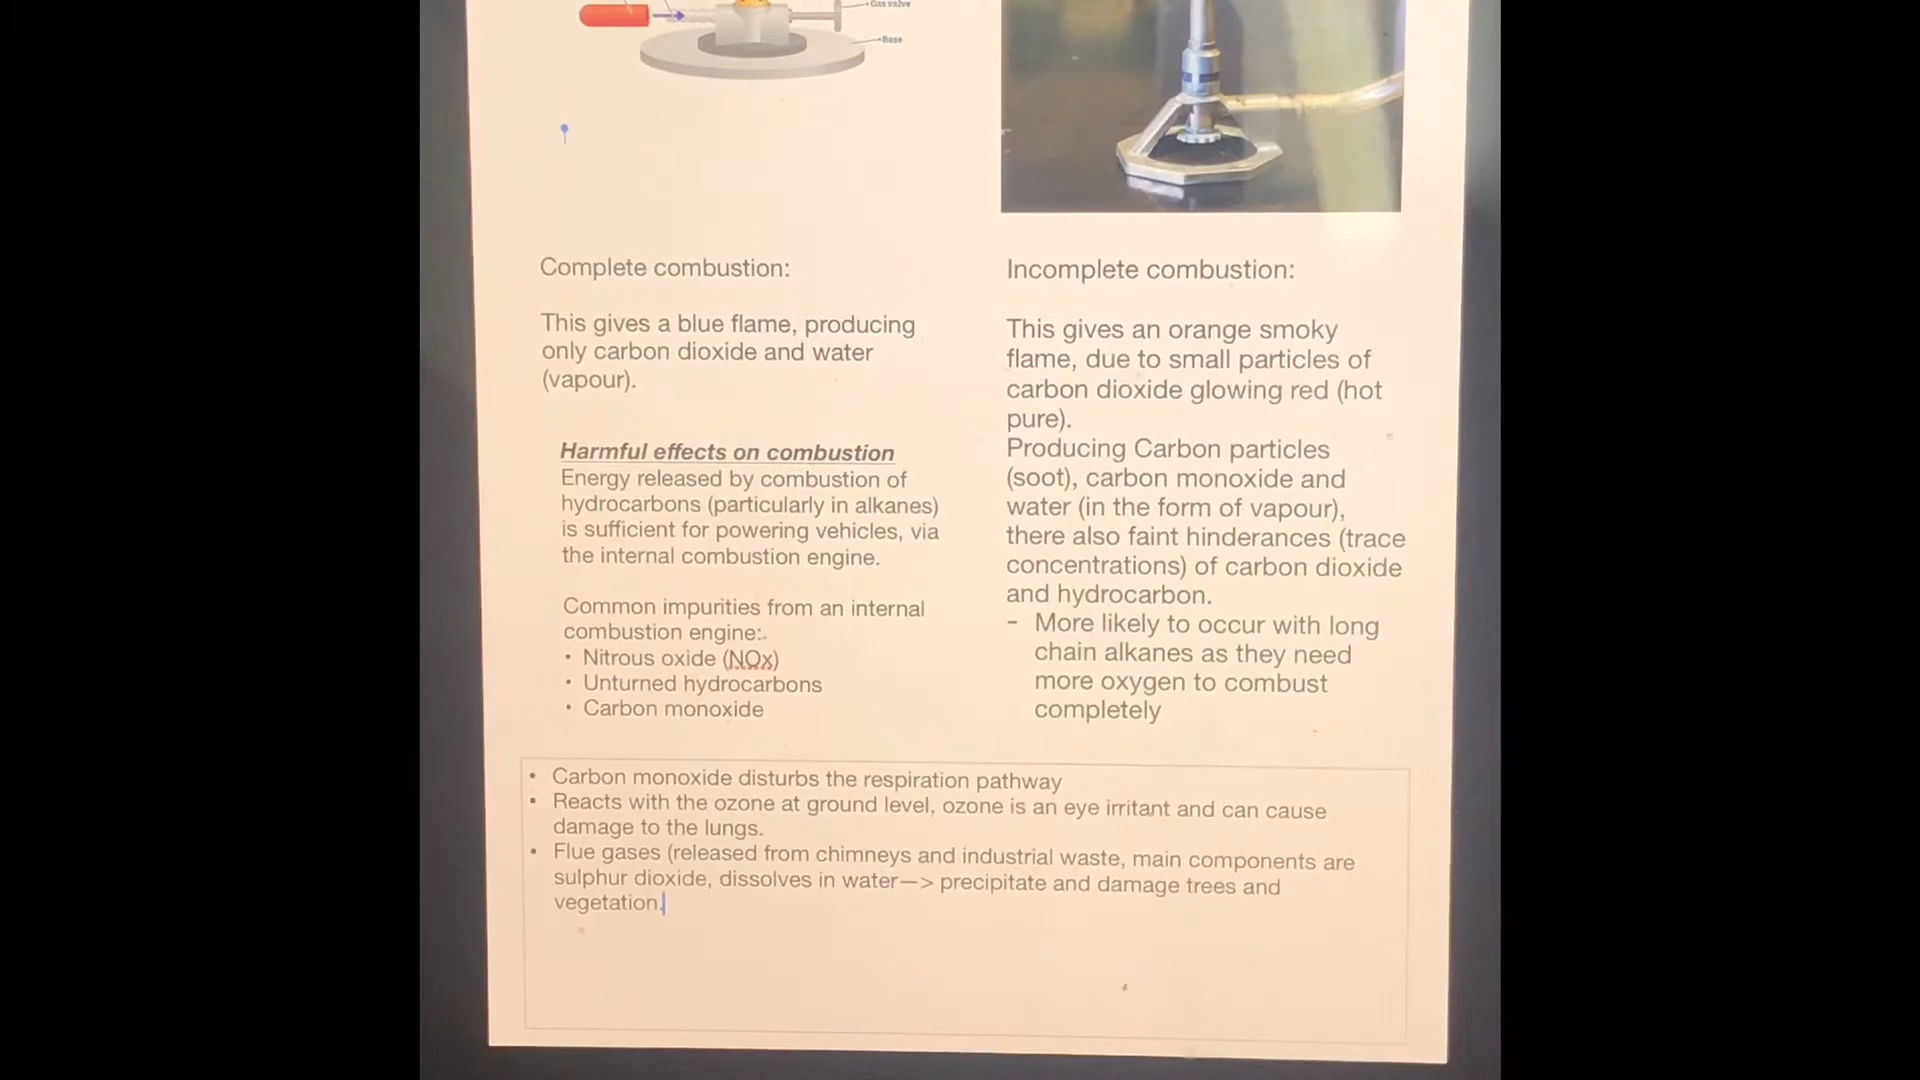 Gas valve
Base
Complete combustion:
This gives a blue flame, producing
only carbon dioxide and water
(vapour).
Harmful effects on combustion
Energy released by combustion of
hydrocarbons (particularly in alkanes)
is sufficient for powering vehicles, via
the internal combustion engine.
Common impurities from an internal
combustion engine:
• Nitrous oxide (NOx)
• Unturned hydrocarbons
• Carbon monoxide
Incomplete combustion:
This gives an orange smoky
flame, due to small particles of
carbon dioxide glowing red (hot
pure).
Producing Carbon particles
(soot), carbon monoxide and
water (in the form of vapour),
there also faint hinderances (trace
concentrations) of carbon dioxide
and hydrocarbon.
- More likely to occur with long
chain alkanes as they need
more oxygen to combust
completely
• Carbon monoxide disturbs the respiration pathway
• Reacts with the ozone at ground level, ozone is an eye irritant and can cause
damage to the lungs.
• Flue gases (released from chimneys and industrial waste, main components are
sulphur dioxide, dissolves in water—> precipitate and damage trees and
vegetation.